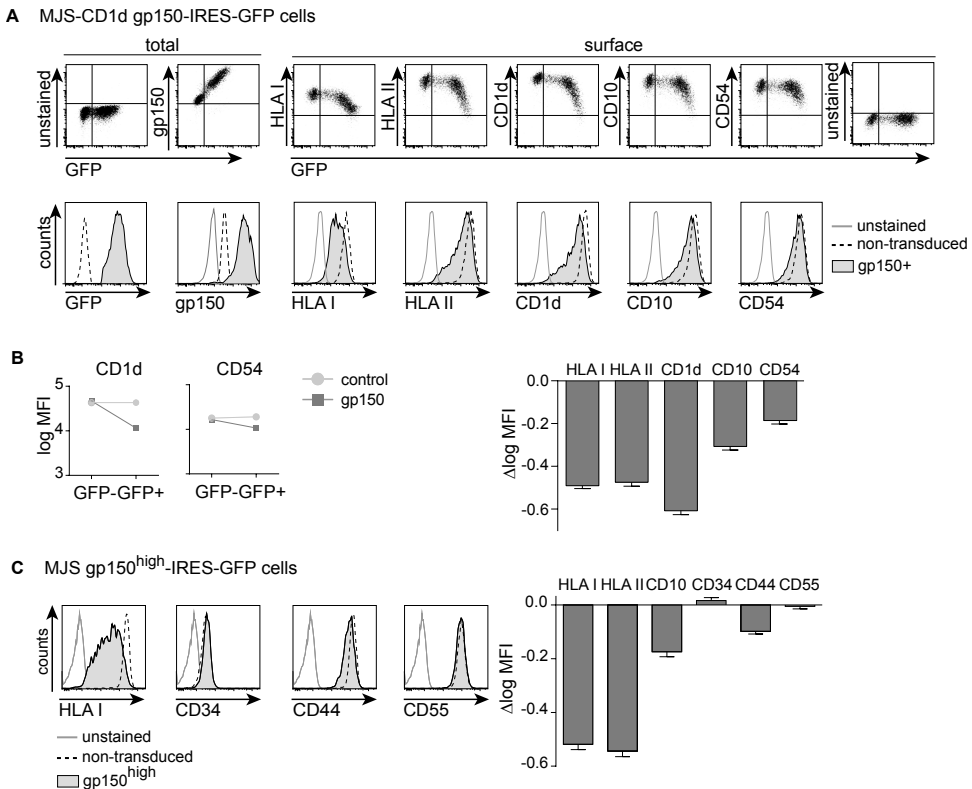 A MJS-CD1d gp150-IRES-GFP cells
total
surface
unstained
gp150
HLA I
HLA II
CD1d
CD10
CD54
unstained
GFP
GFP
counts
GFP
gp150
HLA I
HLA II
CD1d
CD10
CD54
unstained
non-transduced
gp150+
B
CD1d
CD54
log MFI
5
4
3
GFP-GFP+
GFP-GFP+
control
gp150
HLA I HLA II CD1d CD10 CD54
Δlog MFI
0.0
-0.2
-0.4
-0.6
C MJS gp150high-IRES-GFP cells
counts
HLA I
CD34
CD44
CD55
unstained
non-transduced
gp150high
HLA I HLA II CD10 CD34 CD44 CD55
Δlog MFI
0.0
-0.2
-0.4
-0.6